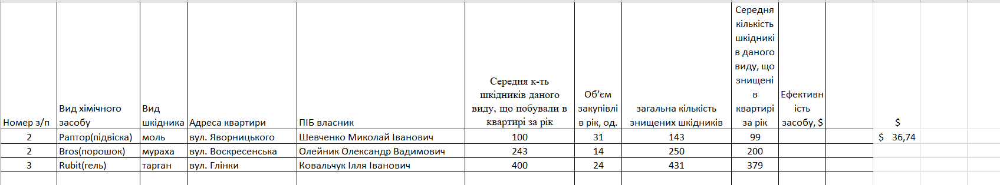 Номер з/п
Вид хімічного
засобу
Вид
шкідника
Адреса квартири
ПІБ власник
Середня к-ть
шкідників даного
виду, що побували в
квартирі за рік
Об’єм
закупівлі
в рік, од.
загальна кількість
знищених шкідників
Середня
кількість
шкідникі
в даного
виду, що
знищені
в
квартирі
за рік
Ефективн
ість
засобу, $
$
2 Раптор(підвіска) моль вул. Яворницького Шевченко Миколай Іванович 100 31 143 99 $ 36,74
2 Bros(порошок) мураха вул. Воскресенська Олейник Олександр Вадимович 243 14 250 200
3 Rubit(гель) тарган вул. Глінки Ковальчук Ілля Іванович 400 24 431 379